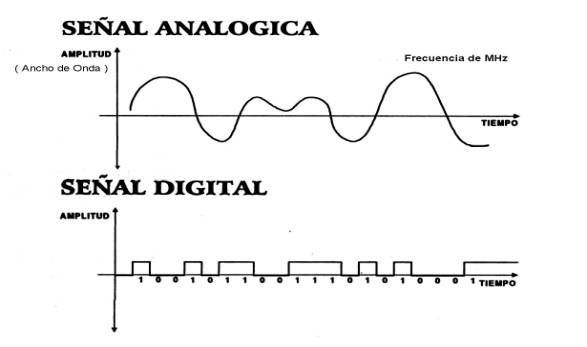 SEÑAL ANALOGICA
AMPLITUD
( Ancho de Onda )
Frecuencia de MHz
TIEMPO
SEÑAL DIGITAL
AMPLITUD
1 0 0 1 0 1 1 0 0 1 1 1 0 1 0 1 0 0 0 1
TIEMPO